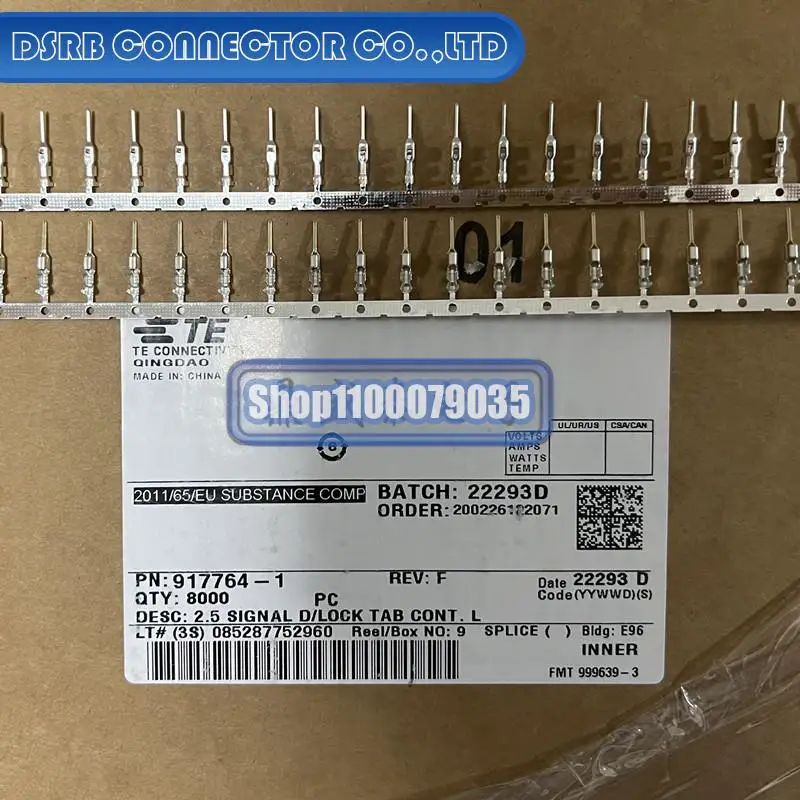 DSRB CONNECTOR CO.,LTD
01
TE
TE CONNECTIV
QINGDAO
MADE IN: CHINA
Shop1100079035
6
UL/UR/US CSA/CAN
VOLTS
AMPS
WATTS
TEMP
2011/65/EU SUBSTANCE COMP
BATCH: 22293D
ORDER: 200226122071
PN: 917764-1 REV: F Date 22293 D
QTY: 8000 PC Code (YYWWD)(S)
DESC: 2.5 SIGNAL D/LOCK TAB CONT. L
LT# (3S) 085287752960 Reel/Box NO: 9 SPLICE ( ) Bldg: E96
INNER
FMT 999639-3